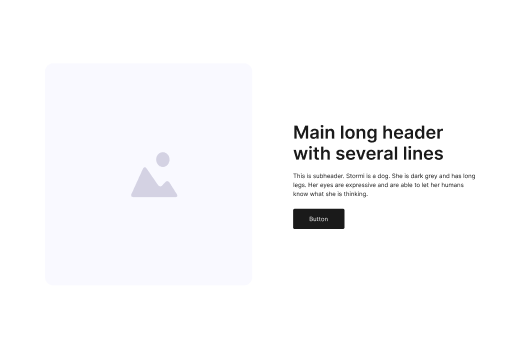 Main long header
with several lines
This is subheader. Stormi is a dog. She is dark grey and has long
legs. Her eyes are expressive and are able to let her humans
know what she is thinking.
Button